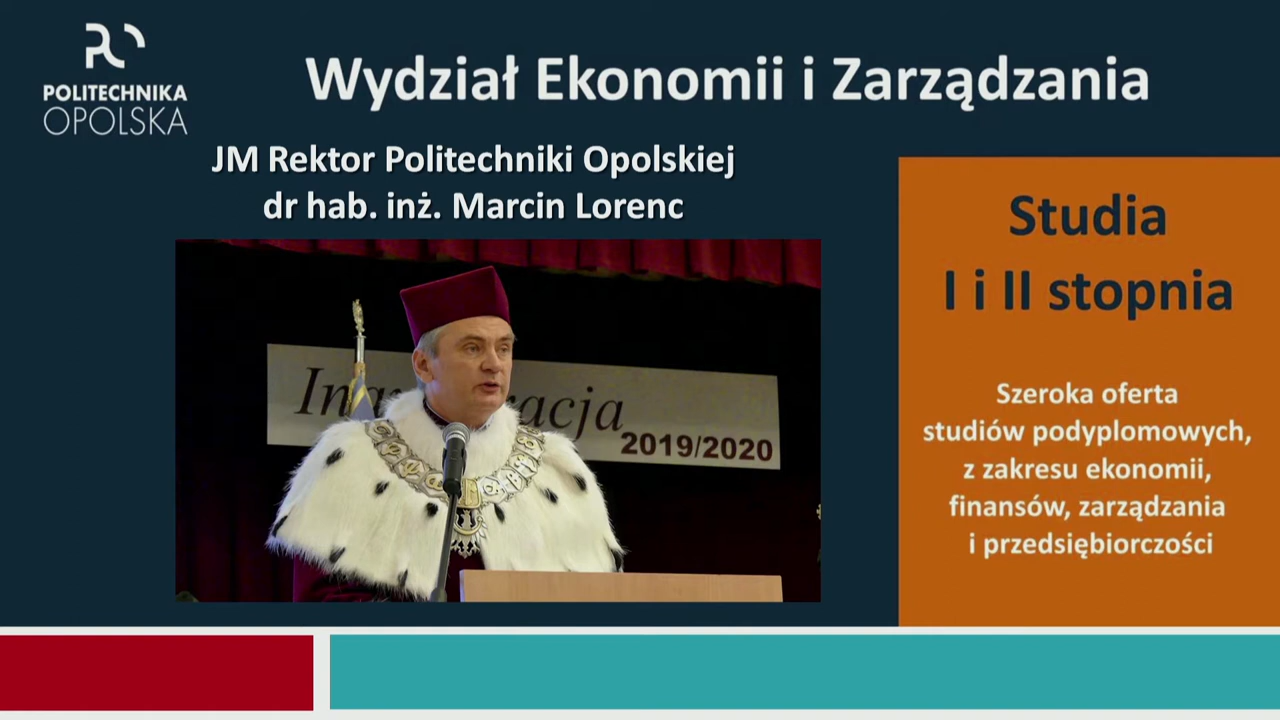 POLITECHNIKA
OPOLSKA
Wydział Ekonomii i Zarządzania
JM Rektor Politechniki Opolskiej
dr hab. inż. Marcin Lorenc
2019/2020
Studia
I i II stopnia
Szeroka oferta
studiów podyplomowych,
z zakresu ekonomii,
finansów, zarządzania
i przedsiębiorczości